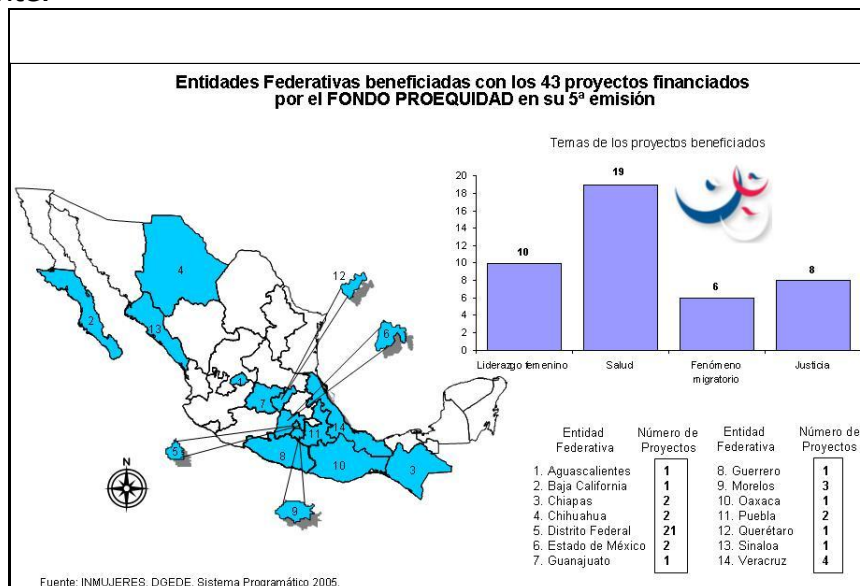 Entidades Federativas beneficiadas con los 43 proyectos financiados
por el FONDO PROEQUIDAD en su 5ª emisión
Temas de los proyectos beneficiados
20
18
16
14
12
10
8
6
4
2
0
10
19
6
8
Liderazgo femenino
Salud
Fenómeno
migratorio
Justicia
4
2
13
12
6
1
7
5
11
14
8
10
3
9
N
Entidad
Federativa
Número de
Proyectos
1. Aguascalientes 1
2. Baja California 1
3. Chiapas 2
4. Chihuahua 2
5. Distrito Federal 21
6. Estado de México 2
7. Guanajuato 1
Entidad
Federativa
Número de
Proyectos
8. Guerrero 1
9. Morelos 3
10. Oaxaca 1
11. Puebla 2
12. Querétaro 1
13. Sinaloa 1
14. Veracruz 4
Fuente: INMUJERES, DGEDE, Sistema Programático 2005.